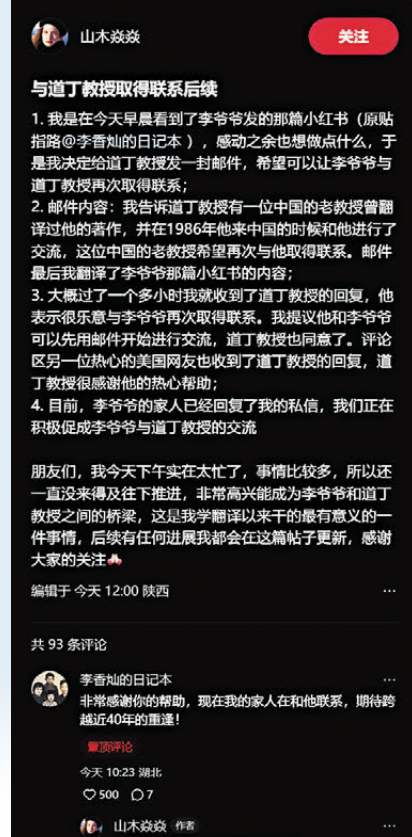 山木焱焱
关注
与道丁教授取得联系后续
1. 我是在今天早晨看到了李爷爷发的那篇小红书（原贴
指路@李香灿的日记本 ），感动之余也想做点什么，于
是我决定给道丁教授发一封邮件，希望可以让李爷爷与
道丁教授再次取得联系；
2. 邮件内容：我告诉道丁教授有一位中国的老教授曾翻
译过他的著作，并在1986年他来中国的时候和他进行了
交流，这位中国的老教授希望再次与他取得联系。邮件
最后我翻译了李爷爷那篇小红书的内容；
3. 大概过了一个多小时我就收到了道丁教授的回复，他
表示很乐意与李爷爷再次取得联系。我提议他和李爷爷
可以先用邮件开始进行交流，道丁教授也同意了。评论
区另一位热心的美国网友也收到了道丁教授的回复，道
丁教授很感谢他的热心帮助；
4. 目前，李爷爷的家人已经回复了我的私信，我们正在
积极促成李爷爷与道丁教授的交流
朋友们，我今天下午实在太忙了，事情比较多，所以还
一直没来得及往下推进，非常高兴能成为李爷爷和道丁
教授之间的桥梁，这是我学翻译以来干的最有意义的一
件事情，后续有任何进展我都会在这篇帖子更新，感谢
大家的关注🙏🏻
编辑于 今天 12:00 陕西
···
共 93 条评论
李香灿的日记本
···
非常感谢你的帮助，现在我的家人在和他联系，期待跨
越近40年的重逢！
置顶评论
今天 10:23 湖北
500 7
山木焱焱 作者
···